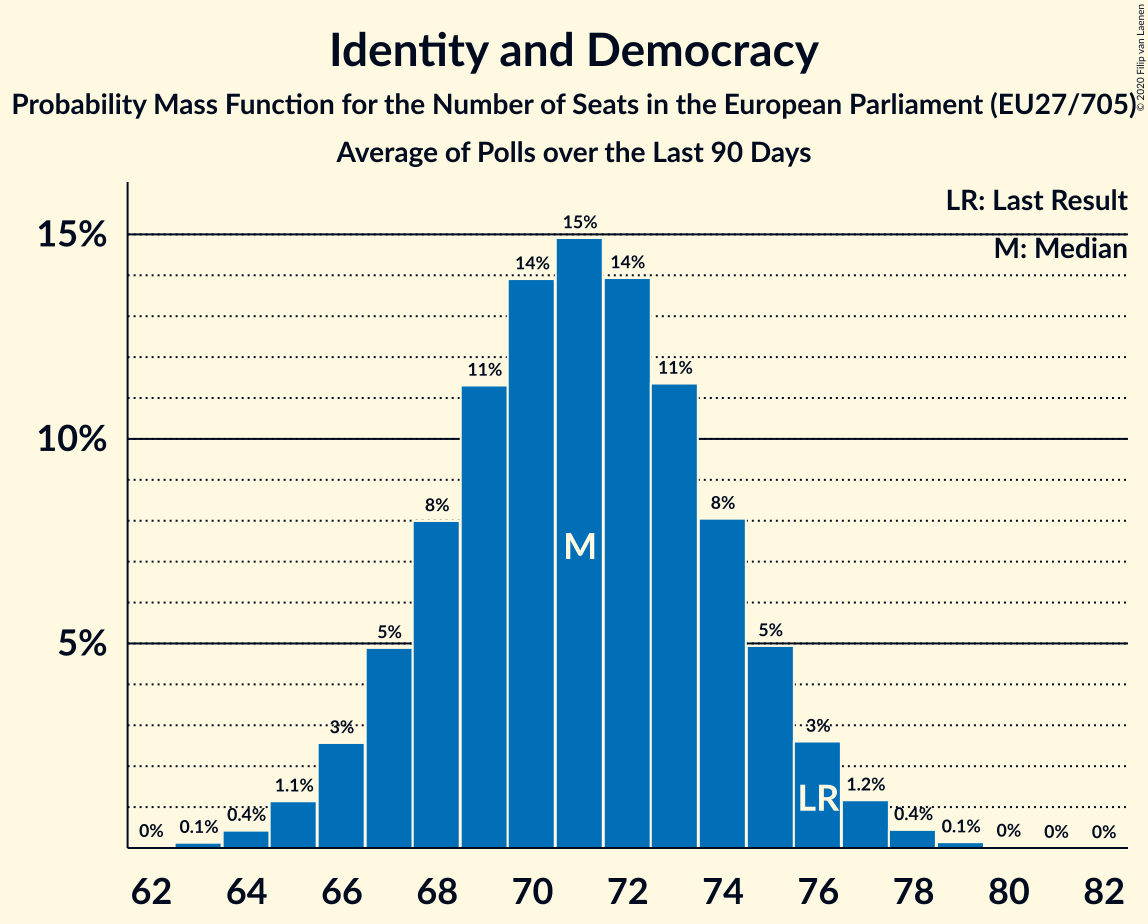 Identity and Democracy
Probability Mass Function for the Number of Seats in the European Parliament (EU27/705)
Average of Polls over the Last 90 Days
© 2020 Filip van Laenen
LR: Last Result
M: Median
15%
10%
5%
0%
0.1%
0.4%
1.1%
3%
5%
8%
11%
14%
15%
14%
11%
8%
5%
3%
1.2%
0.4%
0.1%
0%
0%
0%
M
LR
62 64 66 68 70 72 74 76 78 80 82